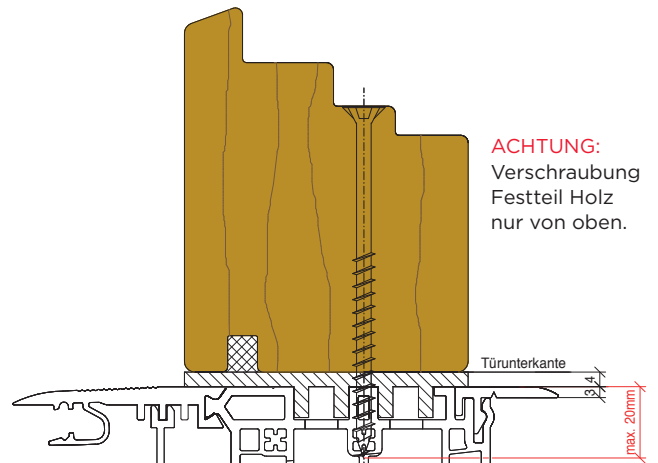 ACHTUNG:
Verschraubung
Festteil Holz
nur von oben.
Türunterkante
4
3
max. 20mm